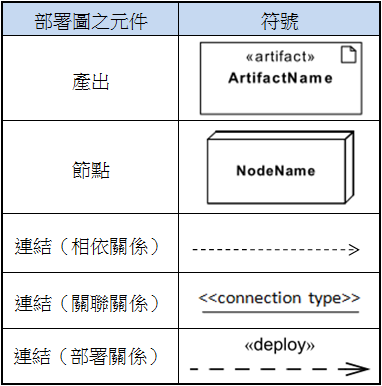 部署圖之元件 符號
產出 «artifact»
ArtifactName
節點 NodeName
連結（相依關係）
連結（關聯關係） <<connection type>>
連結（部署關係） «deploy»